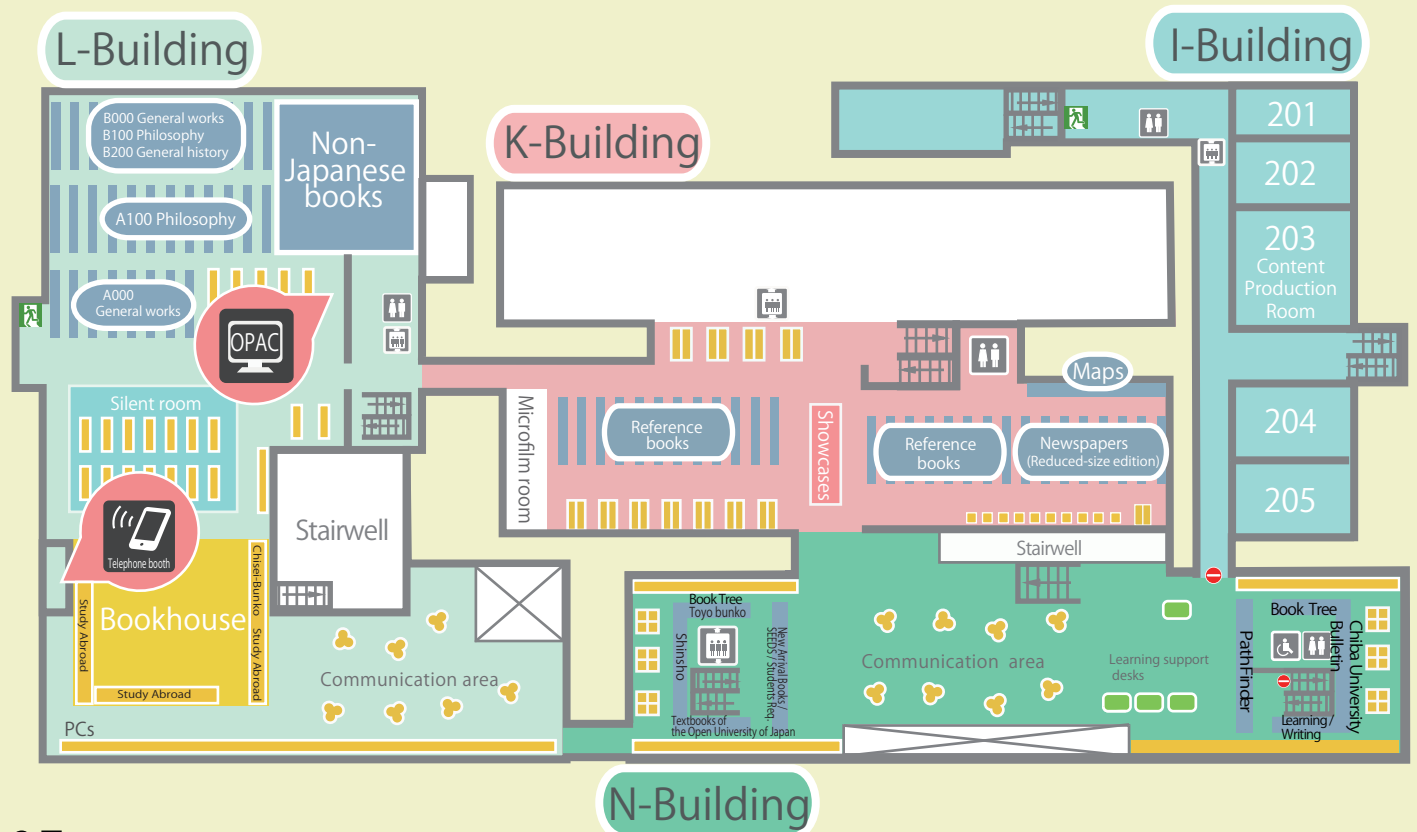 L-Building
I-Building
K-Building
B000 General works
B100 Philosophy
B200 General history
Non-
Japanese
books
A100 Philosophy
A000
General works
OPAC
201
202
203
Content
Production
Room
204
205
Silent room
Microfilm room
Reference
books
Showcases
Maps
Reference
books
Newspapers
(Reduced-size edition)
Telephone booth
Stairwell
Stairwell
Bookhouse
Study Abroad
Chisei-Bunko
Study Abroad
Study Abroad
Communication area
PCs
Book Tree
Toyo bunko
Shinsho
New Arrival Books /
SEEDS / Students Req.
Textbooks of
the Open University of Japan
Communication area
Learning support
desks
Book Tree
PathFinder
Chiba University
Bulletin
Learning /
Writing
N-Building